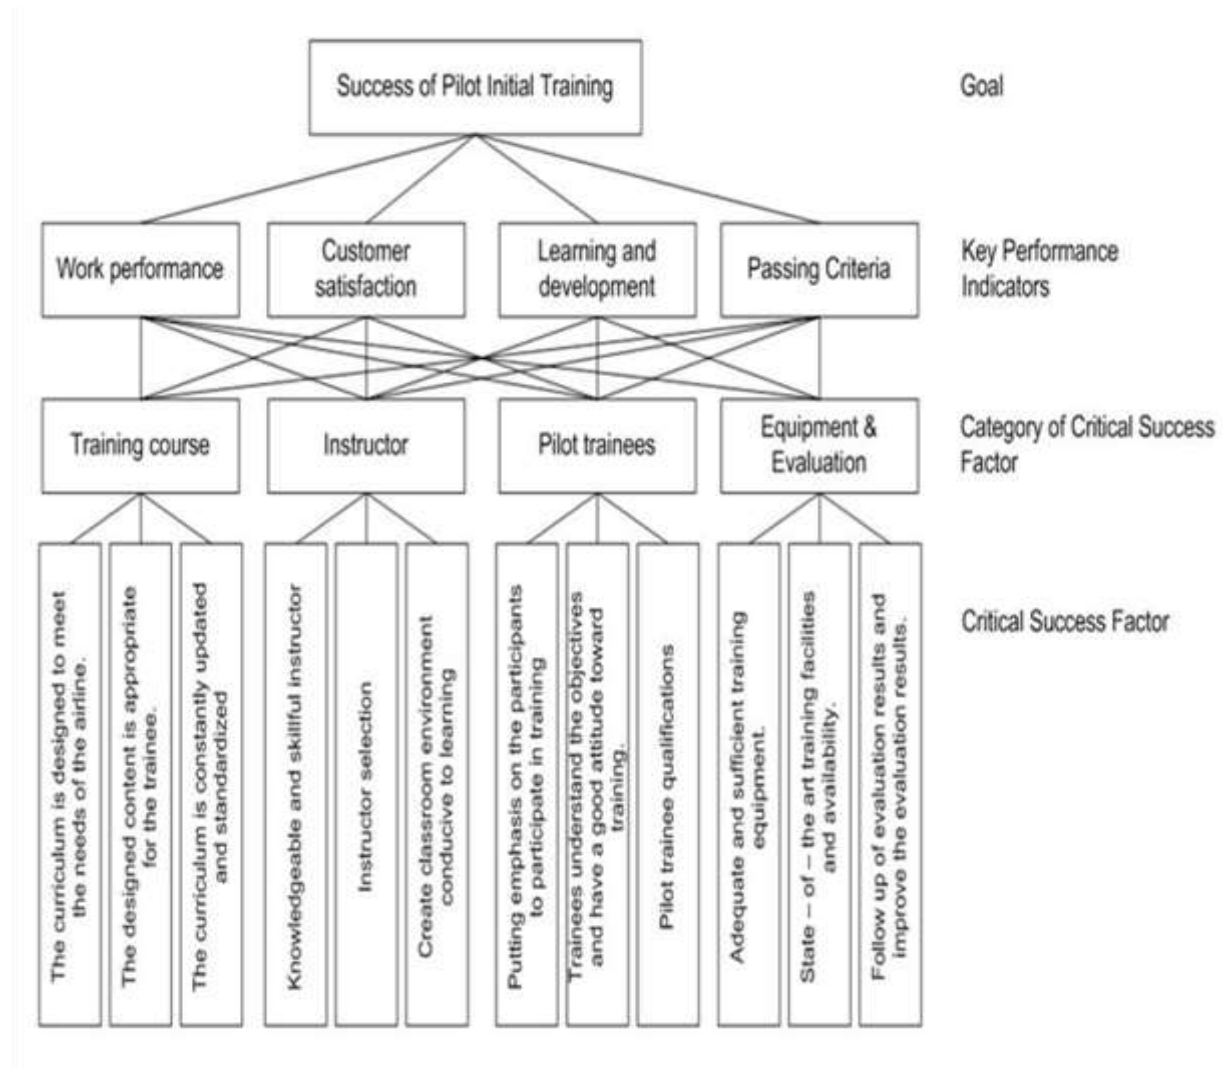 Success of Pilot Initial Training
Goal
Work performance
Customer
satisfaction
Learning and
development
Passing Criteria
Key Performance
Indicators
Training course
Instructor
Pilot trainees
Equipment &
Evaluation
Category of Critical Success
Factor
The curriculum is designed to meet
the needs of the airline.
The designed content is appropriate
for the trainee.
The curriculum is constantly updated
and standardized
Knowledgeable and skillful instructor
Instructor selection
Create classroom environment
conducive to learning
Putting emphasis on the participants
to participate in training
Trainees understand the objectives
and have a good attitude toward
training.
Pilot trainee qualifications
Adequate and sufficient training
equipment.
State – of – the art training facilities
and availability.
Follow up of evaluation results and
improve the evaluation results.
Critical Success Factor